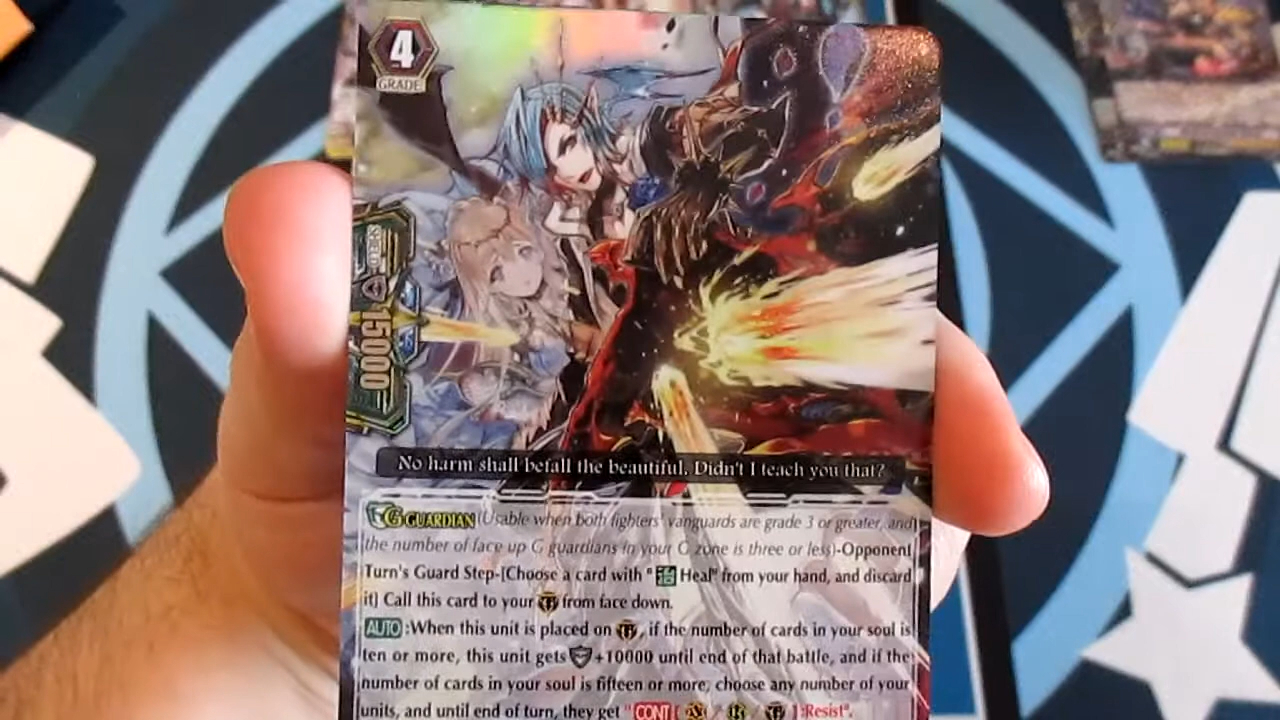 4
GRADE
SHIELD
15000
No harm shall befall the beautiful. Didn't I teach you that?
G GUARDIAN (Usable when both fighters' vanguards are grade 3 or greater, and
the number of face up G guardians in your G zone is three or less)-Opponent
Turn's Guard Step-[Choose a card with "治 Heal" from your hand, and discard
it] Call this card to your G from face down.
AUTO :When this unit is placed on G, if the number of cards in your soul is
ten or more, this unit gets +10000 until end of that battle, and if the
number of cards in your soul is fifteen or more, choose any number of your
units, and until end of turn, they get "CONT [ V / R / G ]:Resist".